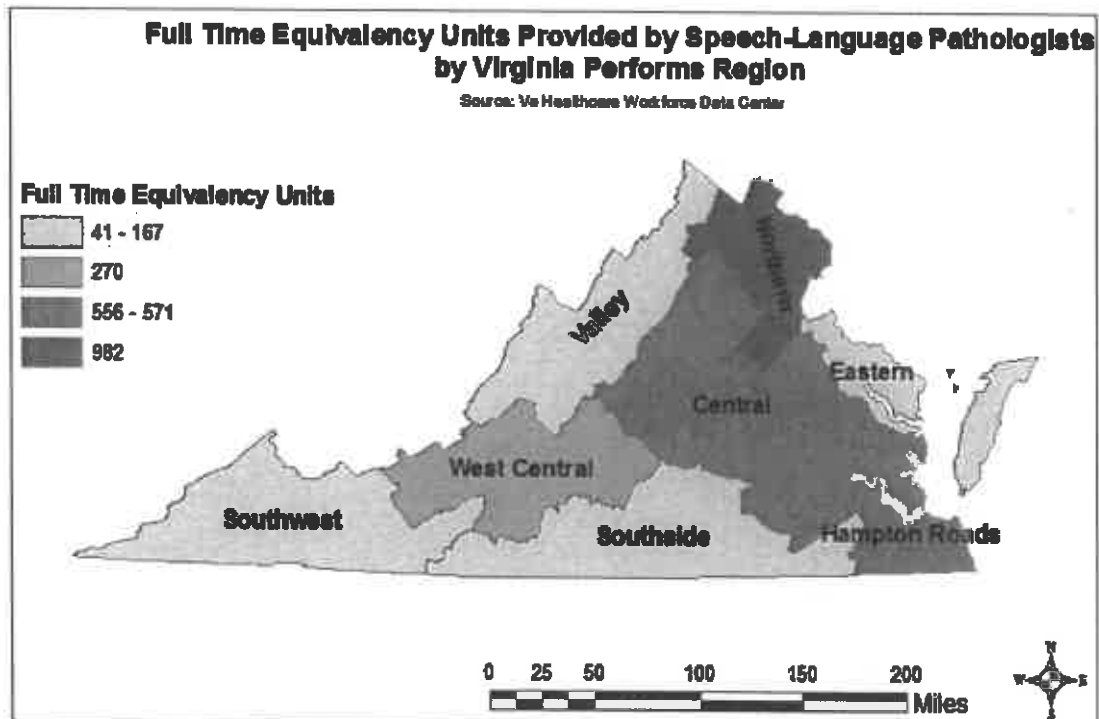 Full Time Equivalency Units Provided by Speech-Language Pathologists
by Virginia Performs Region
Source: Va Healthcare Workforce Data Center
Full Time Equivalency Units
41 - 167
270
556 - 571
982
Northern
Valley
Eastern
Central
West Central
Southwest
Southside
Hampton Roads
0 25 50 100 150 200
Miles
N
W E
S